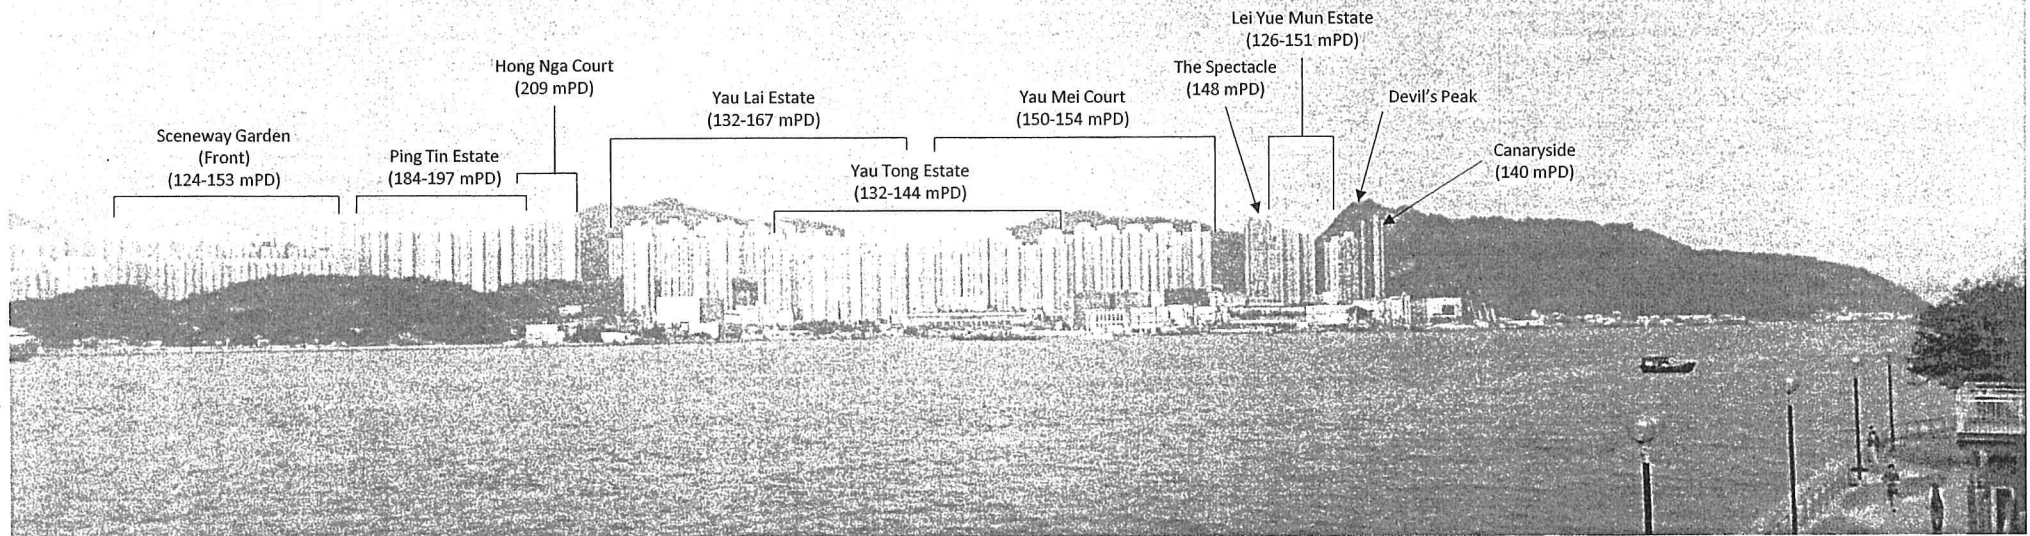 Sceneway Garden
(Front)
(124-153 mPD)
Ping Tin Estate
(184-197 mPD)
Hong Nga Court
(209 mPD)
Yau Lai Estate
(132-167 mPD)
Yau Tong Estate
(132-144 mPD)
Yau Mei Court
(150-154 mPD)
The Spectacle
(148 mPD)
Lei Yue Mun Estate
(126-151 mPD)
Devil's Peak
Canaryside
(140 mPD)